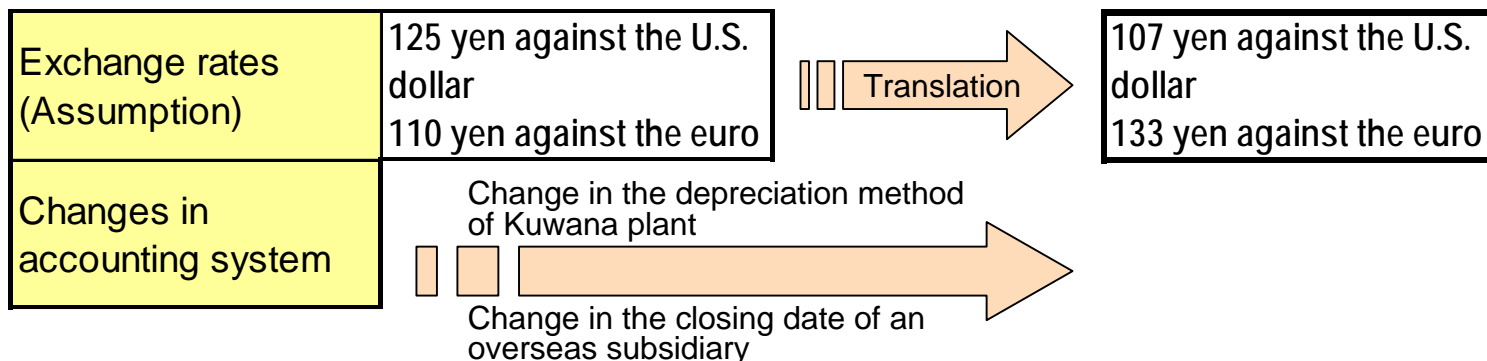 Exchange rates
(Assumption)
125 yen against the U.S.
dollar
110 yen against the euro
Translation
107 yen against the U.S.
dollar
133 yen against the euro
Changes in
accounting system
Change in the depreciation method
of Kuwana plant
Change in the closing date of an
overseas subsidiary